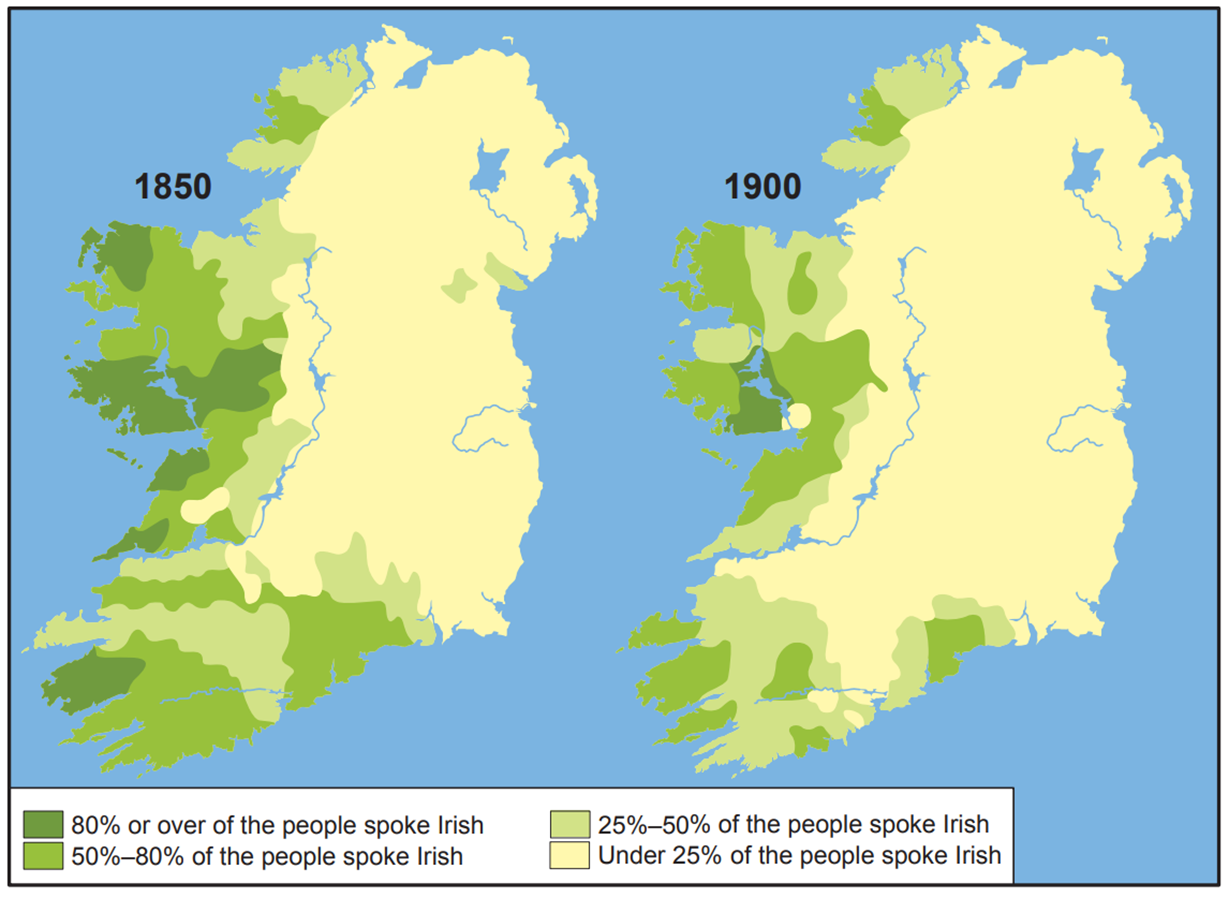 1850
1900
80% or over of the people spoke Irish
50%–80% of the people spoke Irish
25%–50% of the people spoke Irish
Under 25% of the people spoke Irish